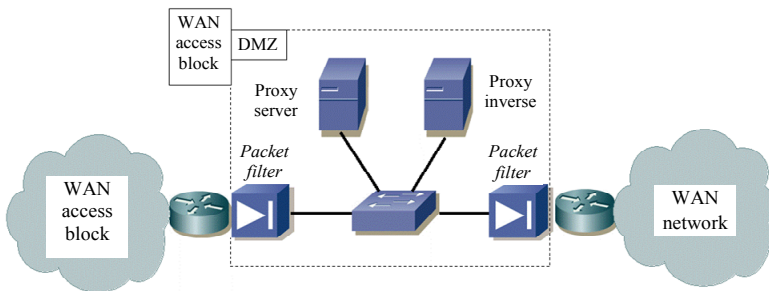 WAN
access
block
DMZ
Proxy
server
Proxy
inverse
Packet
filter
Packet
filter
WAN
access
block
WAN
network